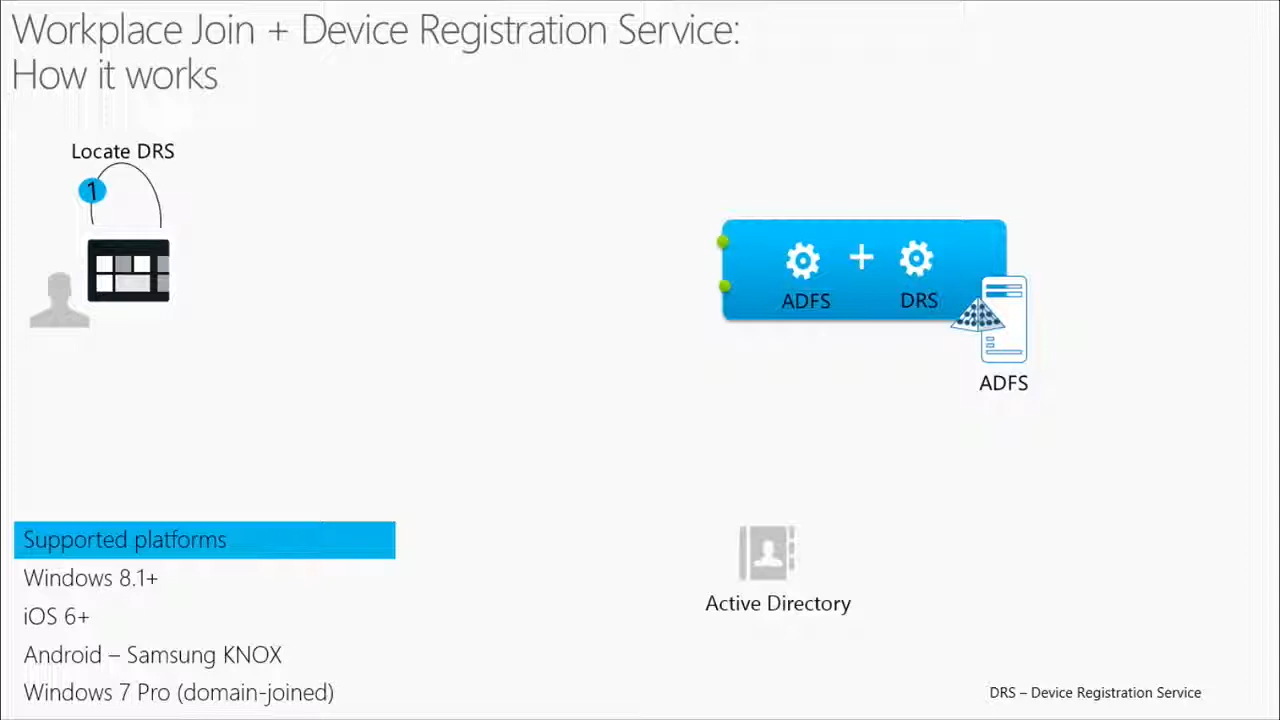 Workplace Join + Device Registration Service:
How it works
Locate DRS
1
+
ADFS
DRS
ADFS
Supported platforms
Windows 8.1+
iOS 6+
Android – Samsung KNOX
Windows 7 Pro (domain-joined)
Active Directory
DRS – Device Registration Service